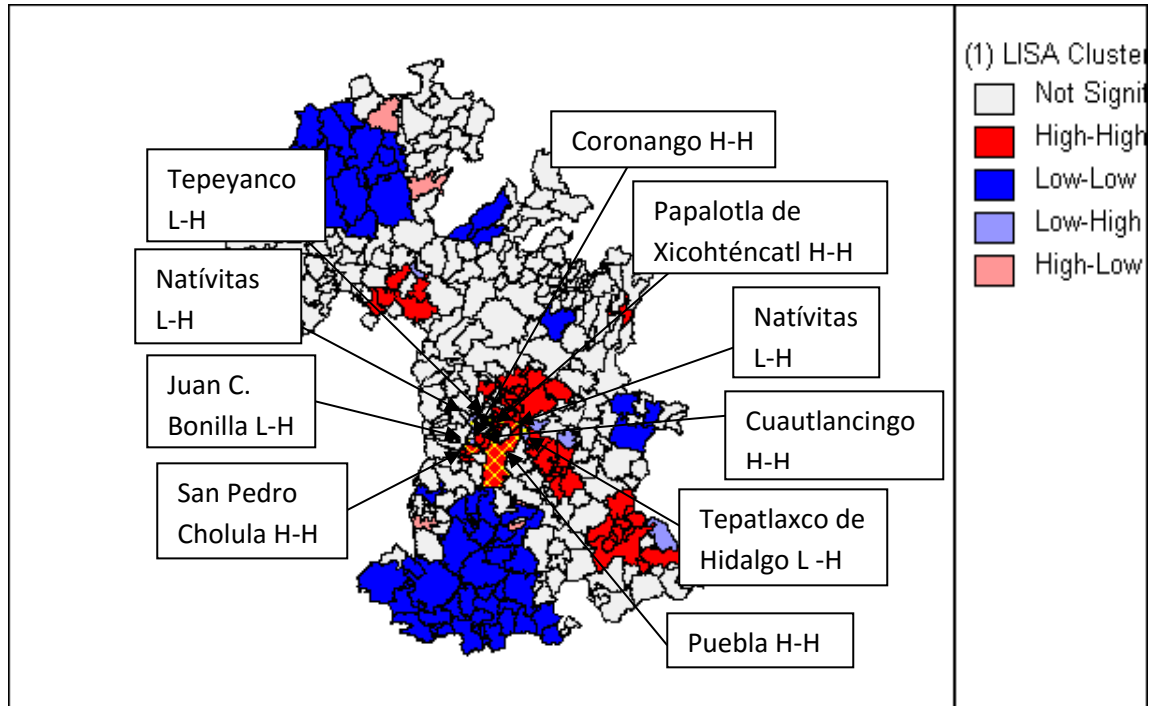 Coronango H-H
Tepeyanco
L-H
Papalotla de
Xicohténcatl H-H
Natívitas
L-H
Natívitas
L-H
Juan C.
Bonilla L-H
Cuautlancingo
H-H
San Pedro
Cholula H-H
Tepatlaxco de
Hidalgo L -H
Puebla H-H
(1) LISA Cluster
Not Signif
High-High
Low-Low
Low-High
High-Low